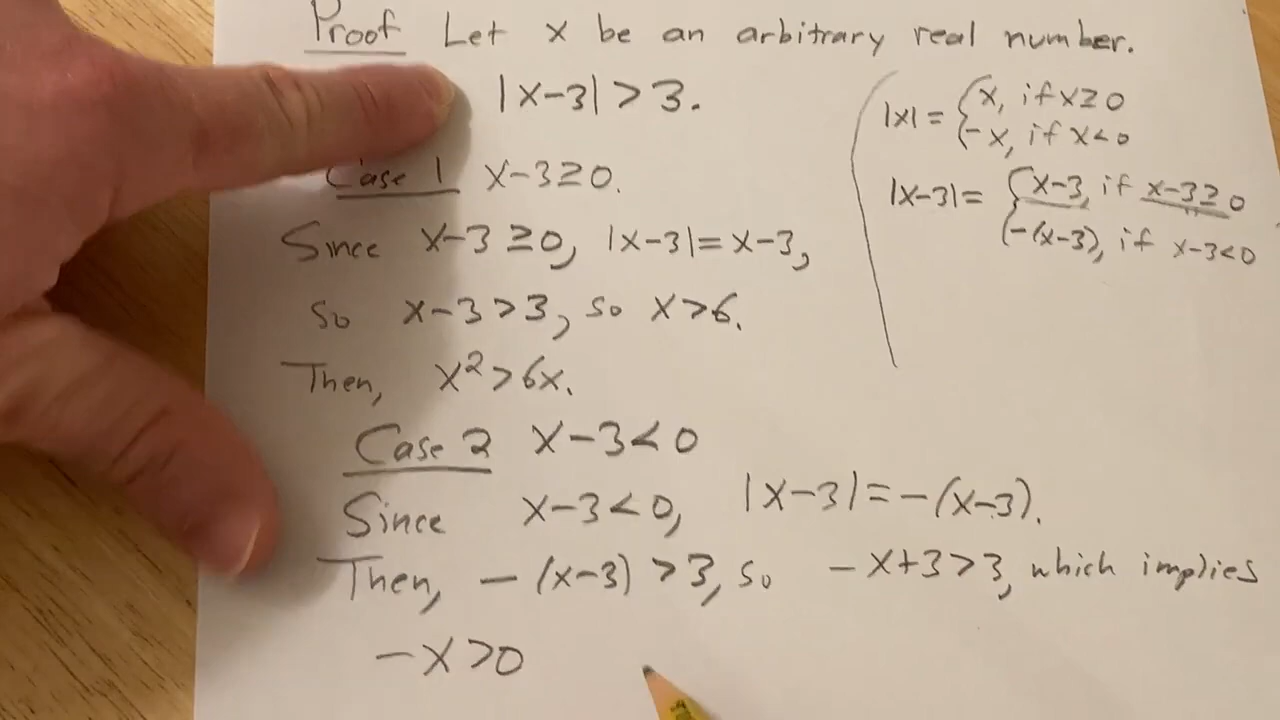 Proof Let x be an arbitrary real number.
|x-3| > 3.
Case 1 x-3≥0.
Since x-3≥0, |x-3|=x-3,
so x-3>3, so x>6.
Then, x²>6x.
Case 2 x-3<0
Since x-3<0, |x-3|=-(x-3).
Then, -(x-3) >3, so -x+3>3, which implies
-x>0
|x| = { x, if x≥0
-x, if x<0
|x-3| = { x-3, if x-3≥0
-(x-3), if x-3<0